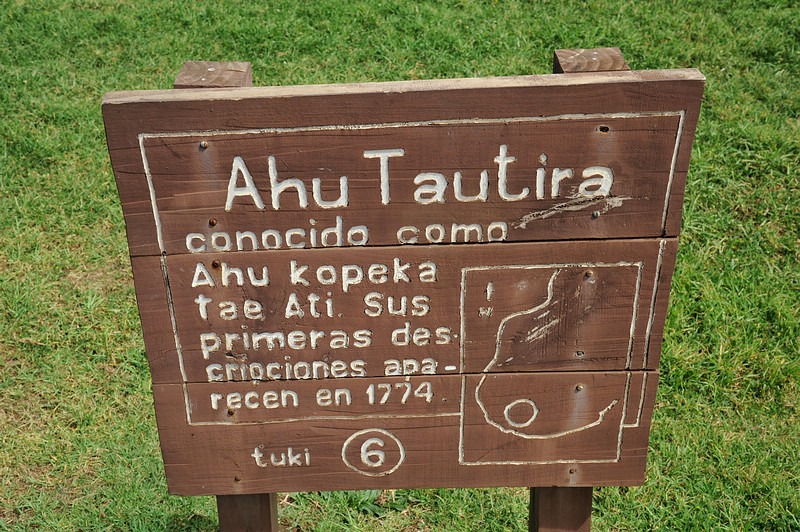 Ahu Tautira
conocido como
Ahu kopeka
tae Ati. Sus
primeras des-
cripciones apa-
recen en 1774.
tuki 6